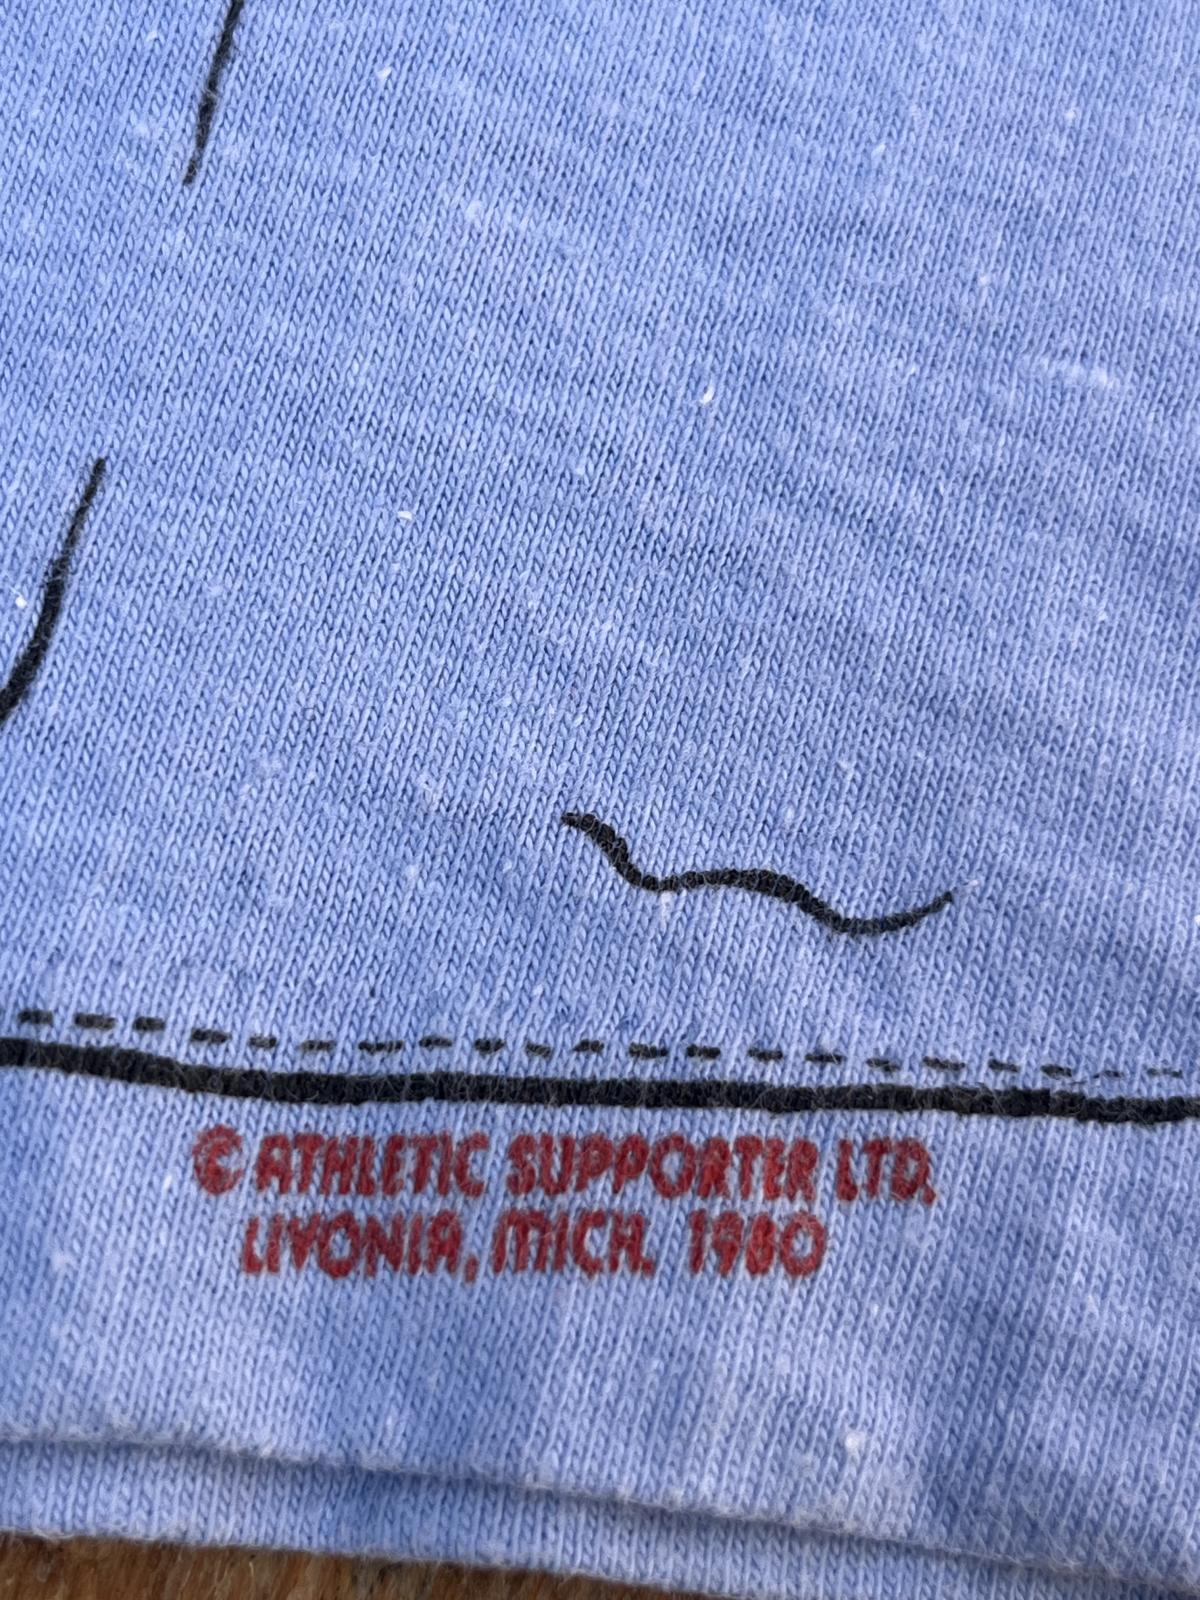 © ATHLETIC SUPPORTER LTD.
LIVONIA, MICH. 1980